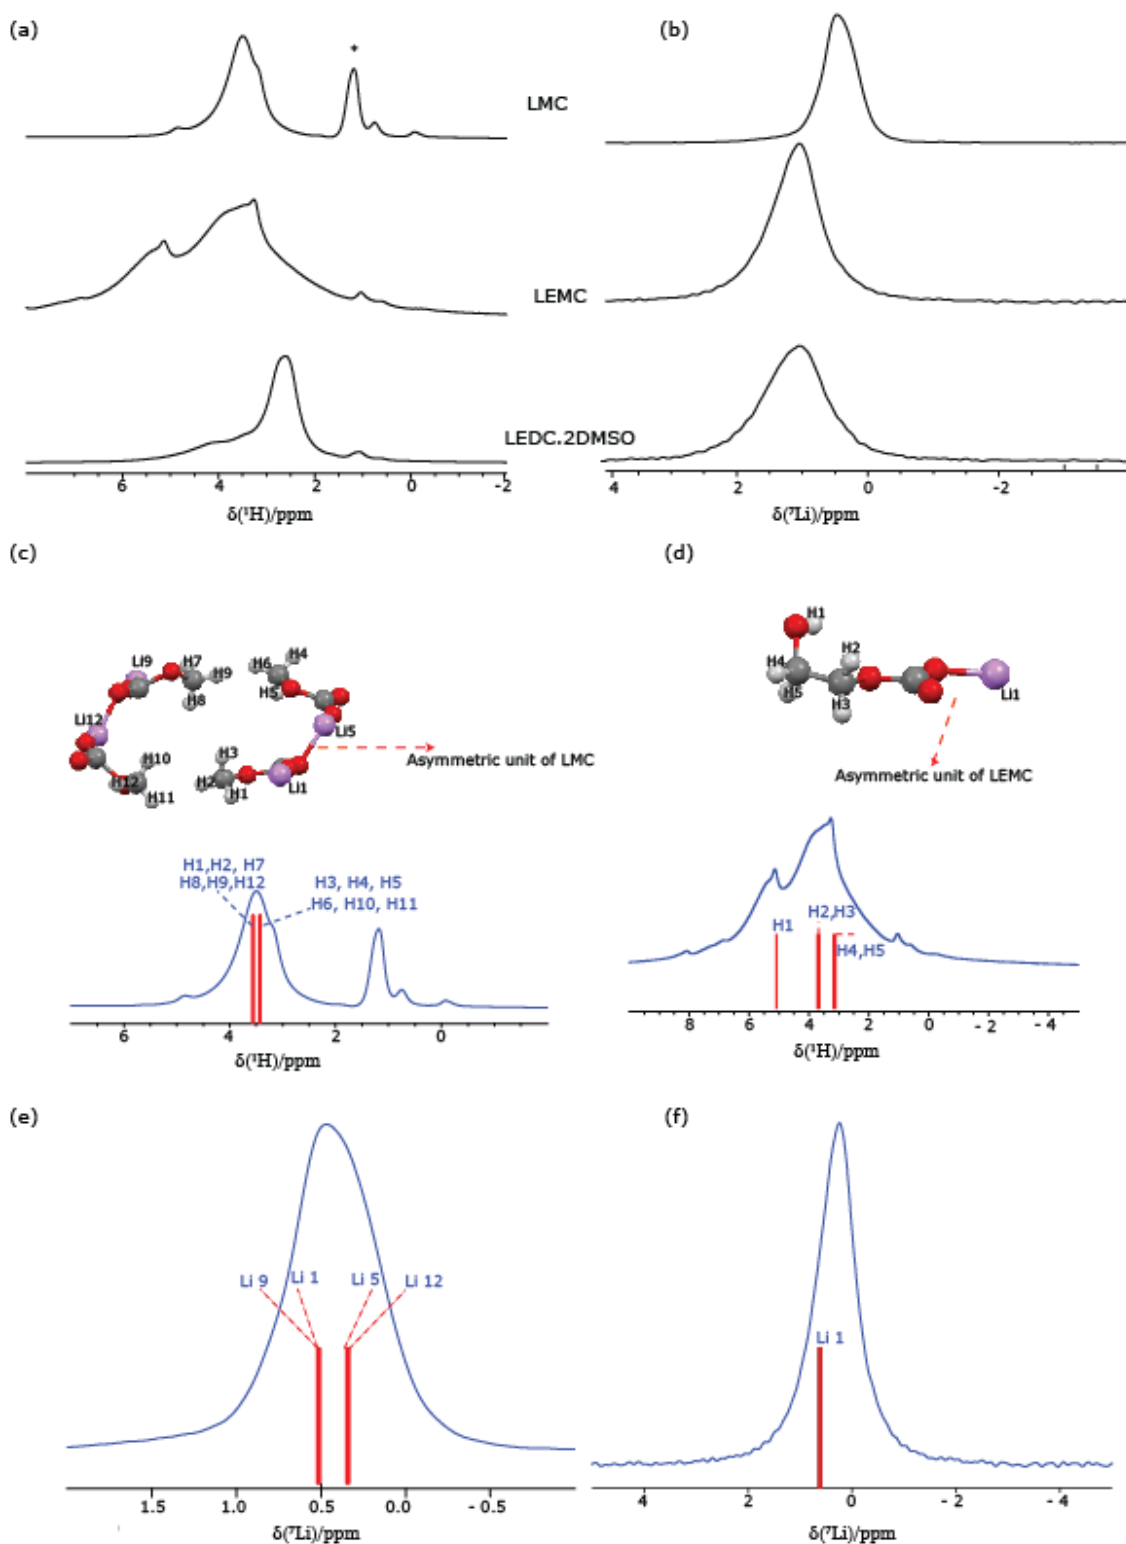 (a)
(b)
*
LMC
LEMC
LEDC.2DMSO
6 4 2 0 -2
δ(¹H)/ppm
4 2 0 -2
δ(⁷Li)/ppm
(c)
(d)
Li9 H7 H9 H8
H6 H4 H5
Li12
H10 H12 H11
H3 H2 H1
Li5
Li1
Asymmetric unit of LMC
H1
H2
H4
H5
H3
Li1
Asymmetric unit of LEMC
H1,H2, H7
H8,H9,H12
H3, H4, H5
H6, H10, H11
6 4 2 0
δ(¹H)/ppm
H1
H2,H3
H4,H5
8 6 4 2 0 - 2 - 4
δ(¹H)/ppm
(e)
(f)
Li 9
Li 1
Li 5
Li 12
1.5 1.0 0.5 0.0 - 0.5
δ(⁷Li)/ppm
Li 1
4 2 0 - 2 - 4
δ(⁷Li)/ppm